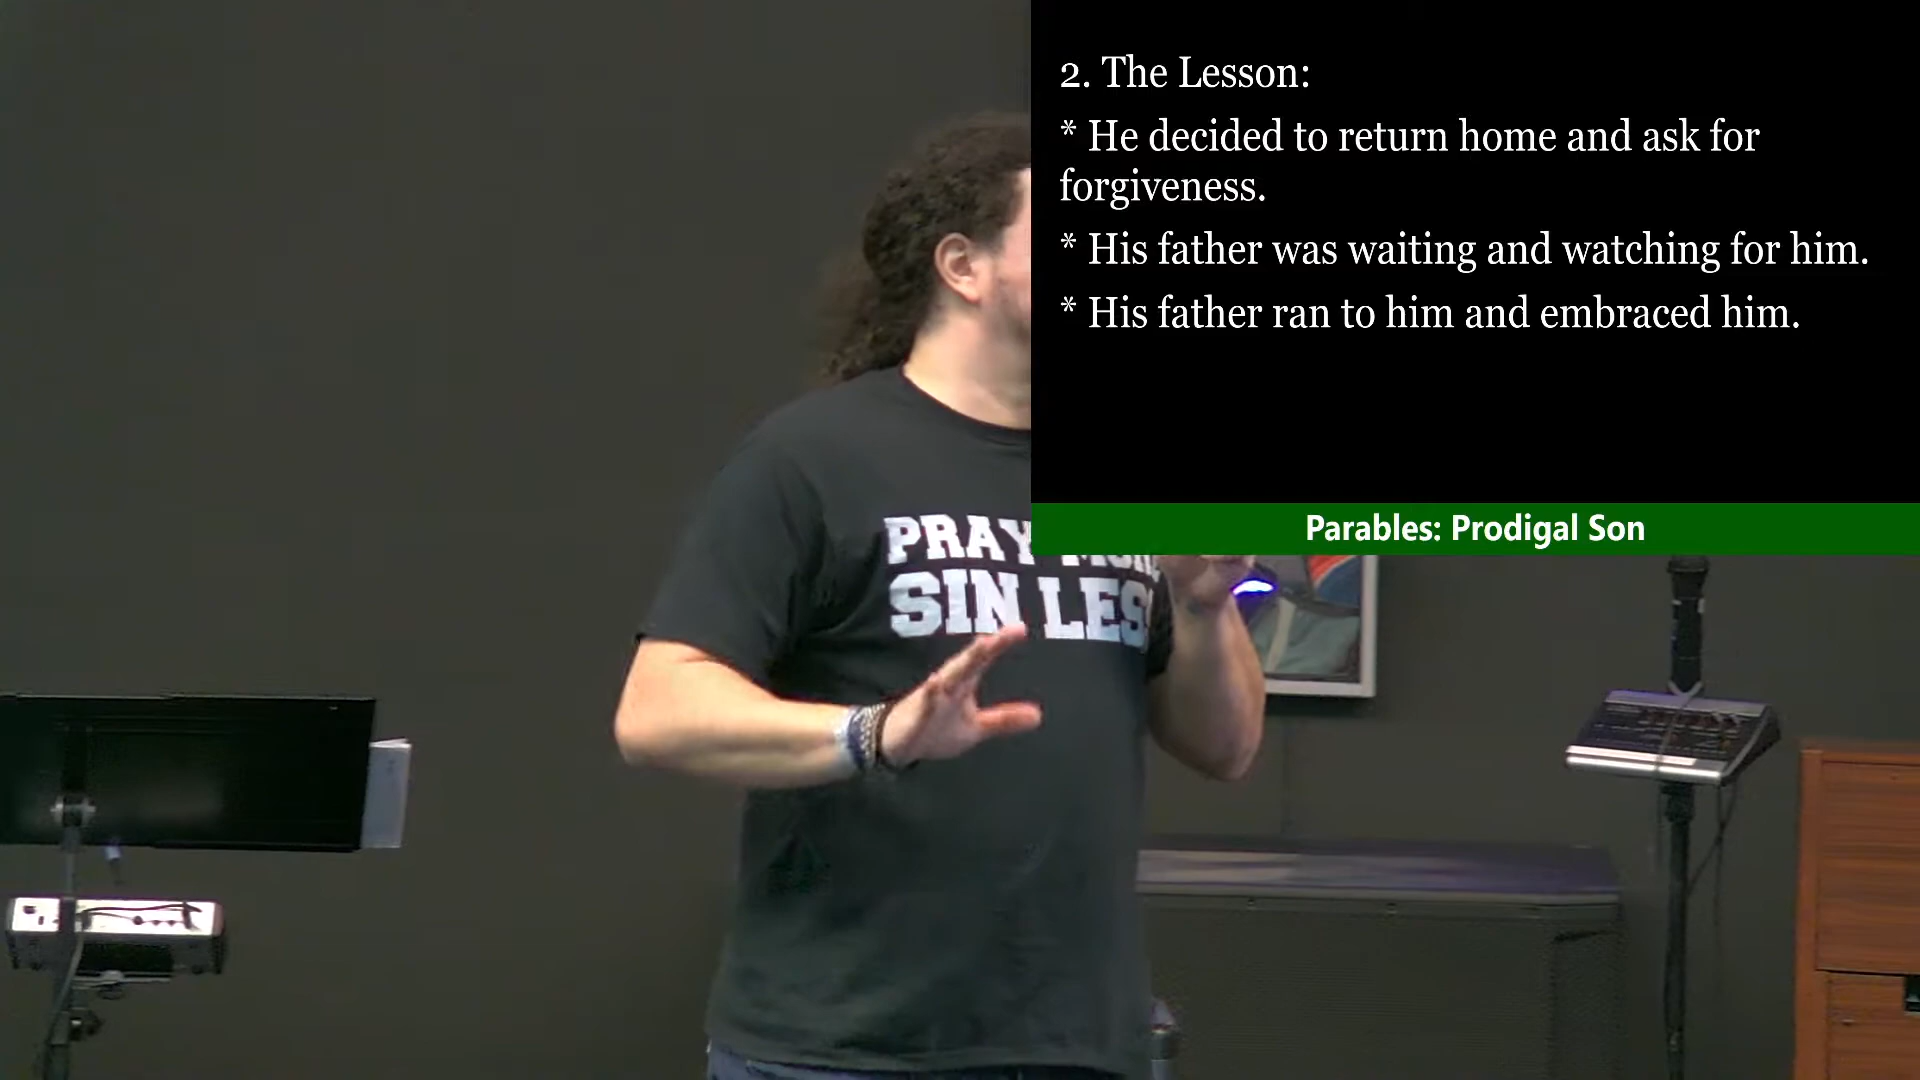 2. The Lesson:
* He decided to return home and ask for
forgiveness.
* His father was waiting and watching for him.
* His father ran to him and embraced him.
Parables: Prodigal Son
PRAY
SIN LESS